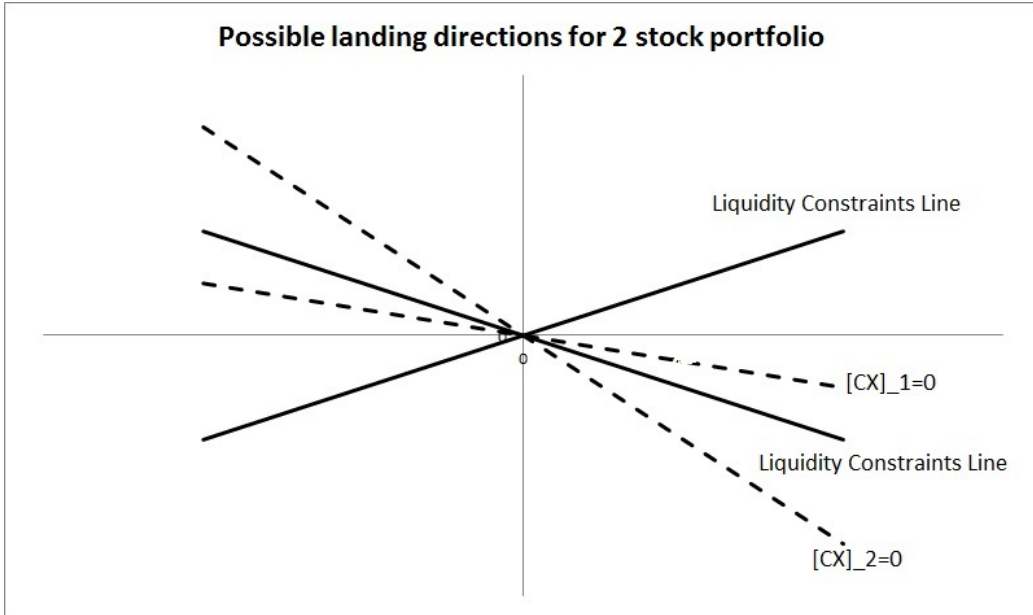 Possible landing directions for 2 stock portfolio
Liquidity Constraints Line
0
0
[CX]_1=0
Liquidity Constraints Line
[CX]_2=0